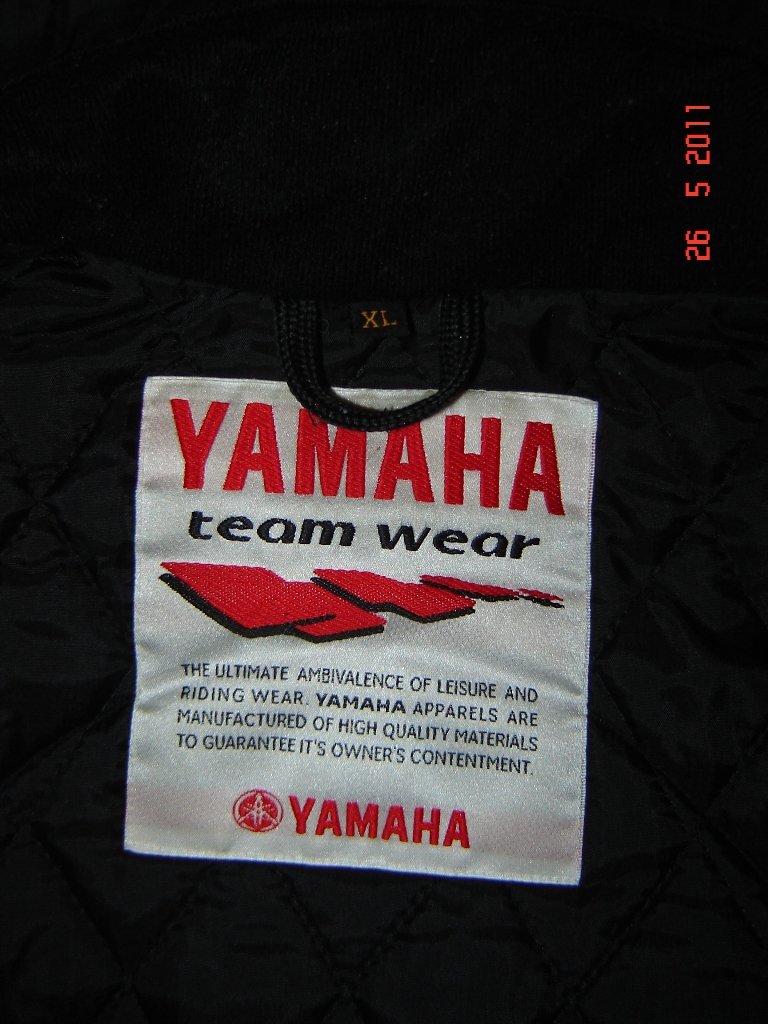 26 5 2011
XL
YAMAHA
team wear
THE ULTIMATE AMBIVALENCE OF LEISURE AND
RIDING WEAR. YAMAHA APPARELS ARE
MANUFACTURED OF HIGH QUALITY MATERIALS
TO GUARANTEE IT'S OWNER'S CONTENTMENT.
YAMAHA